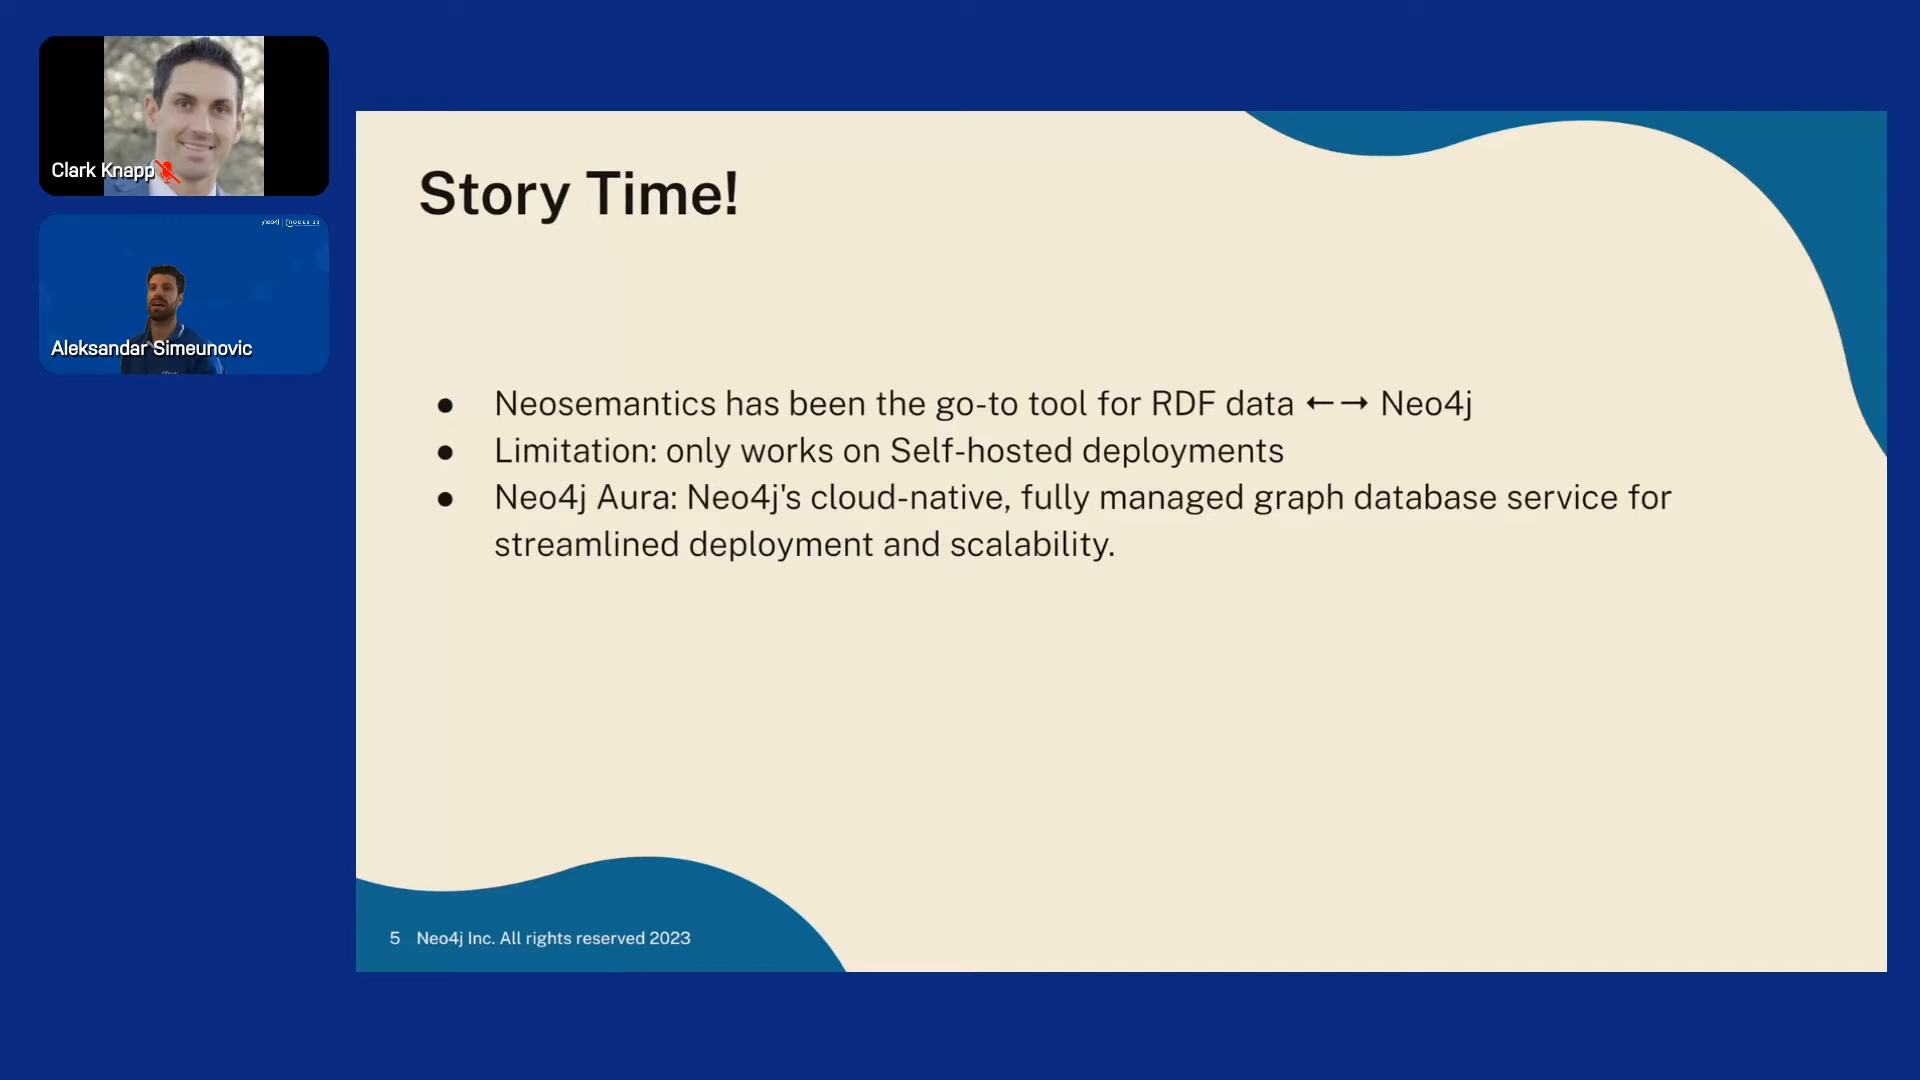 Clark Knapp
neo4j
Aleksandar Simeunovic
Story Time!
● Neosemantics has been the go-to tool for RDF data ←→ Neo4j
● Limitation: only works on Self-hosted deployments
● Neo4j Aura: Neo4j's cloud-native, fully managed graph database service for
streamlined deployment and scalability.
5 Neo4j Inc. All rights reserved 2023